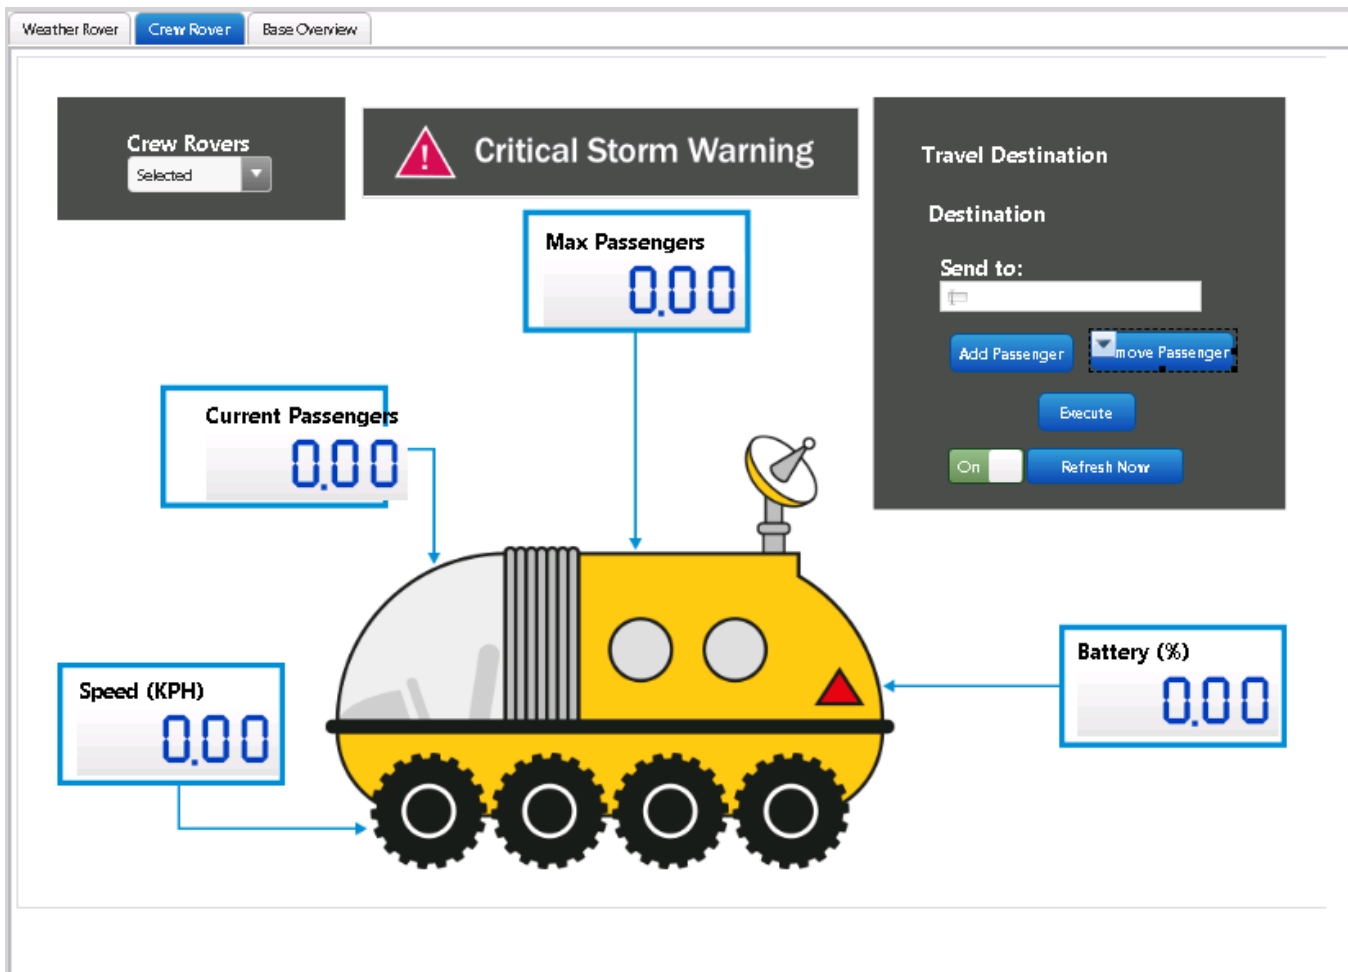 Weather Rover
Crew Rover
Base Overview
Crew Rovers
Selected
Critical Storm Warning
Travel Destination
Destination
Send to:
Add Passenger
move Passenger
Execute
On
Refresh Now
Max Passengers
0.00
Current Passengers
0.00
Speed (KPH)
0.00
Battery (%)
0.00